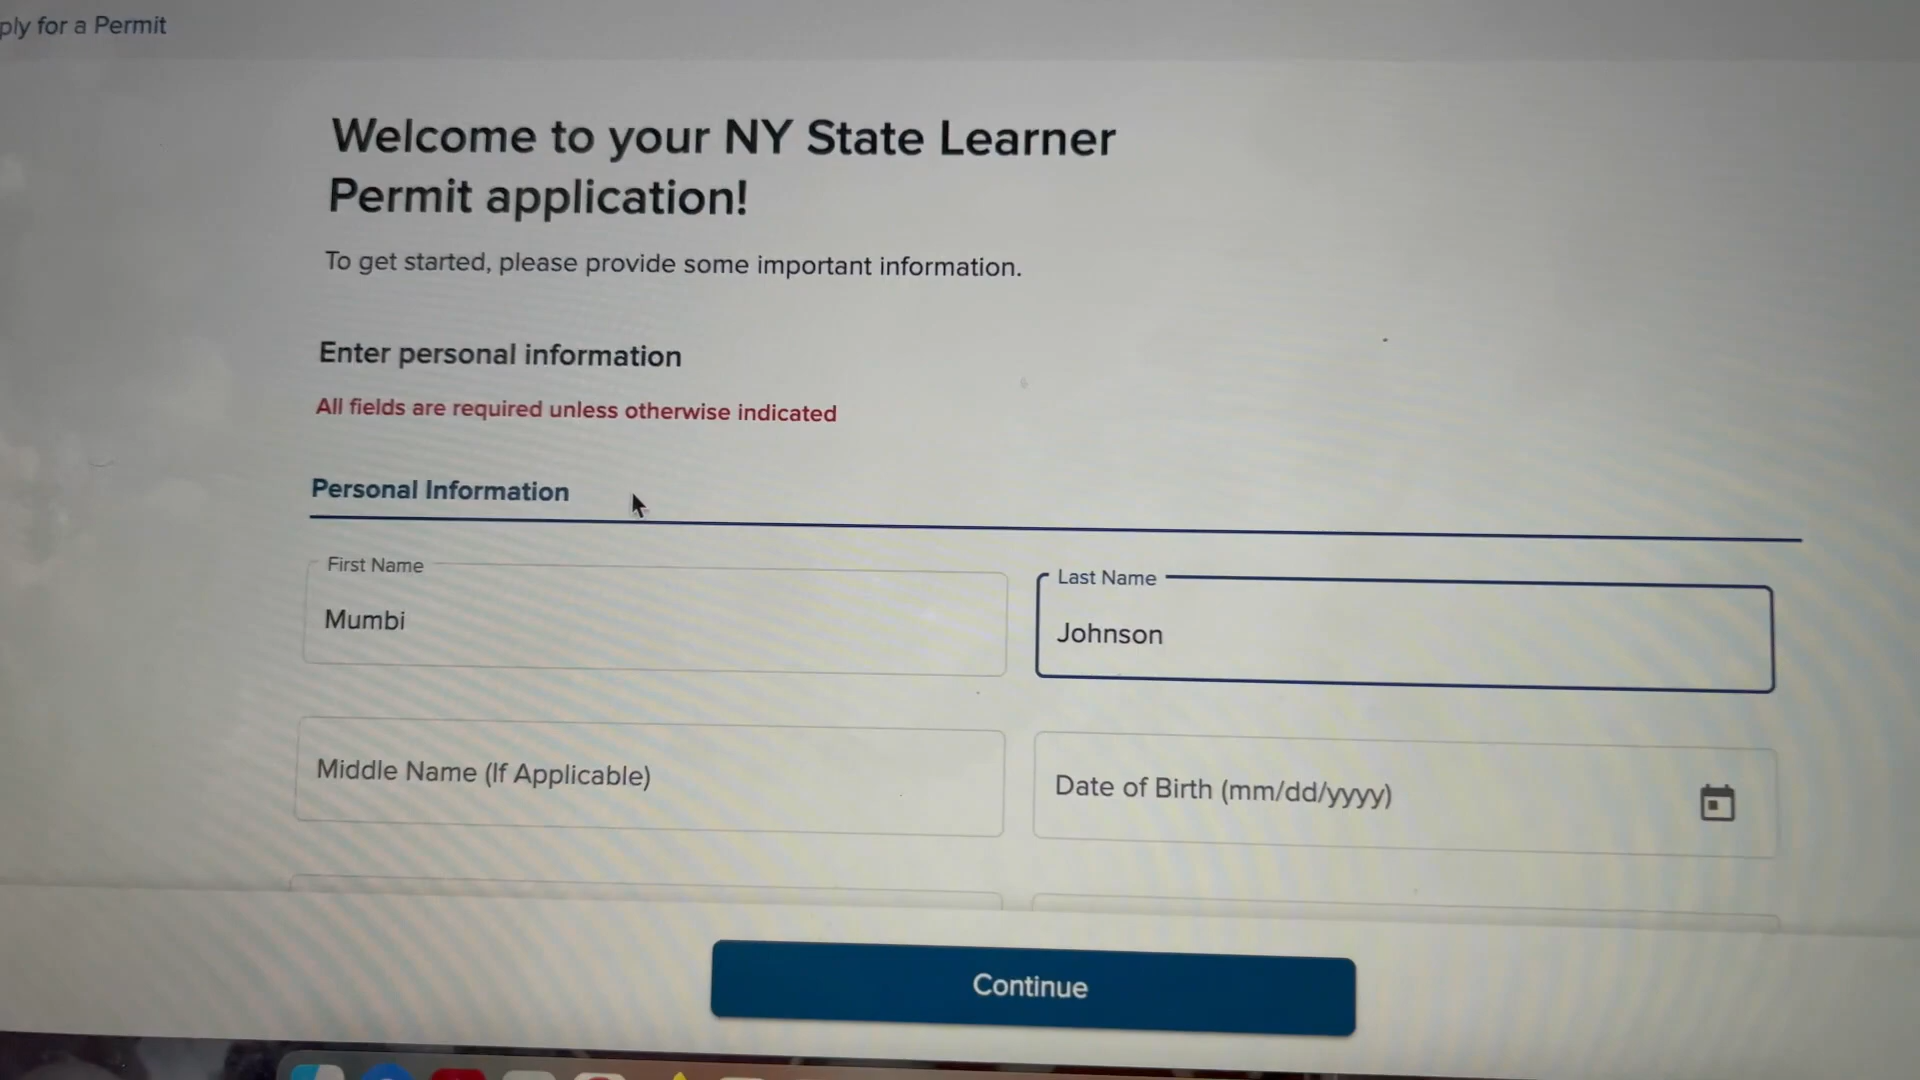 ply for a Permit
Welcome to your NY State Learner
Permit application!
To get started, please provide some important information.
Enter personal information
All fields are required unless otherwise indicated
Personal Information
First Name
Last Name
Mumbi
Johnson
Middle Name (If Applicable)
Date of Birth (mm/dd/yyyy)
Continue